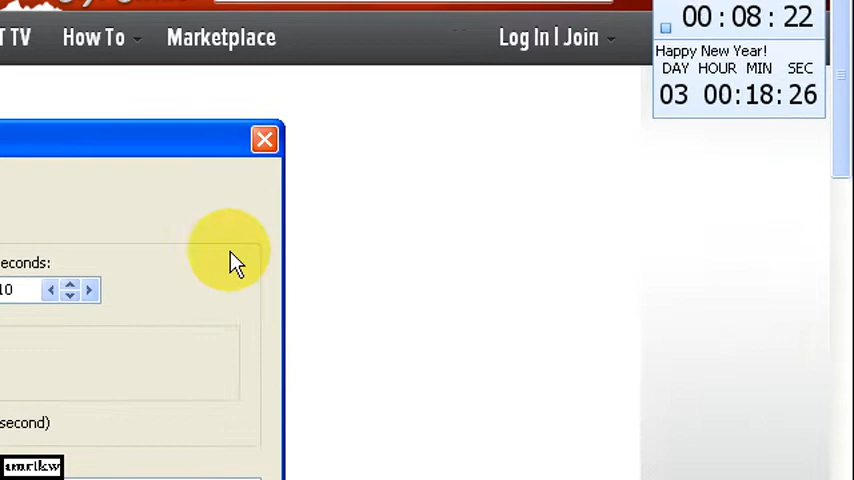 00:08:22
T TV How To Marketplace Log In | Join
Happy New Year!
DAY HOUR MIN SEC
03 00:18:26
econds:
10
second)